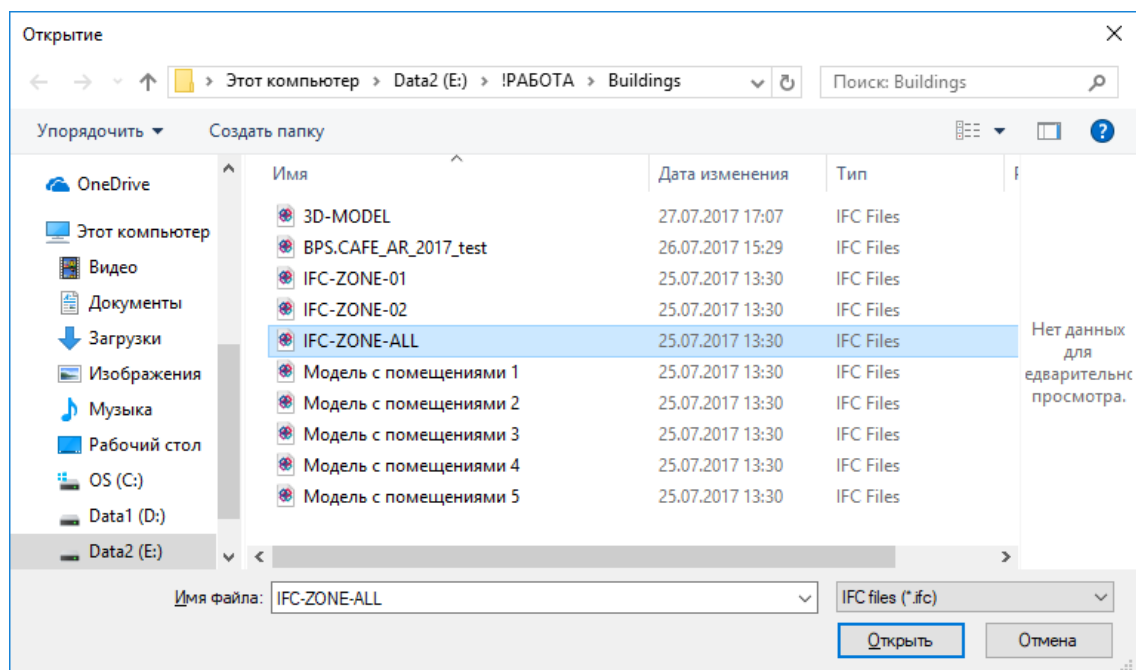 Открытие
Этот компьютер > Data2 (E:) > !РАБОТА > Buildings
Поиск: Buildings
Упорядочить
Создать папку
?
OneDrive
Этот компьютер
Видео
Документы
Загрузки
Изображения
Музыка
Рабочий стол
OS (C:)
Data1 (D:)
Data2 (E:)
Имя Дата изменения Тип
3D-MODEL 27.07.2017 17:07 IFC Files
BPS.CAFE_AR_2017_test 26.07.2017 15:29 IFC Files
IFC-ZONE-01 25.07.2017 13:30 IFC Files
IFC-ZONE-02 25.07.2017 13:30 IFC Files
IFC-ZONE-ALL 25.07.2017 13:30 IFC Files
Модель с помещениями 1 25.07.2017 13:30 IFC Files
Модель с помещениями 2 25.07.2017 13:30 IFC Files
Модель с помещениями 3 25.07.2017 13:30 IFC Files
Модель с помещениями 4 25.07.2017 13:30 IFC Files
Модель с помещениями 5 25.07.2017 13:30 IFC Files
Нет данных
для
едварительнс
просмотра.
Имя файла: IFC-ZONE-ALL
IFC files (*.ifc)
Открыть
Отмена